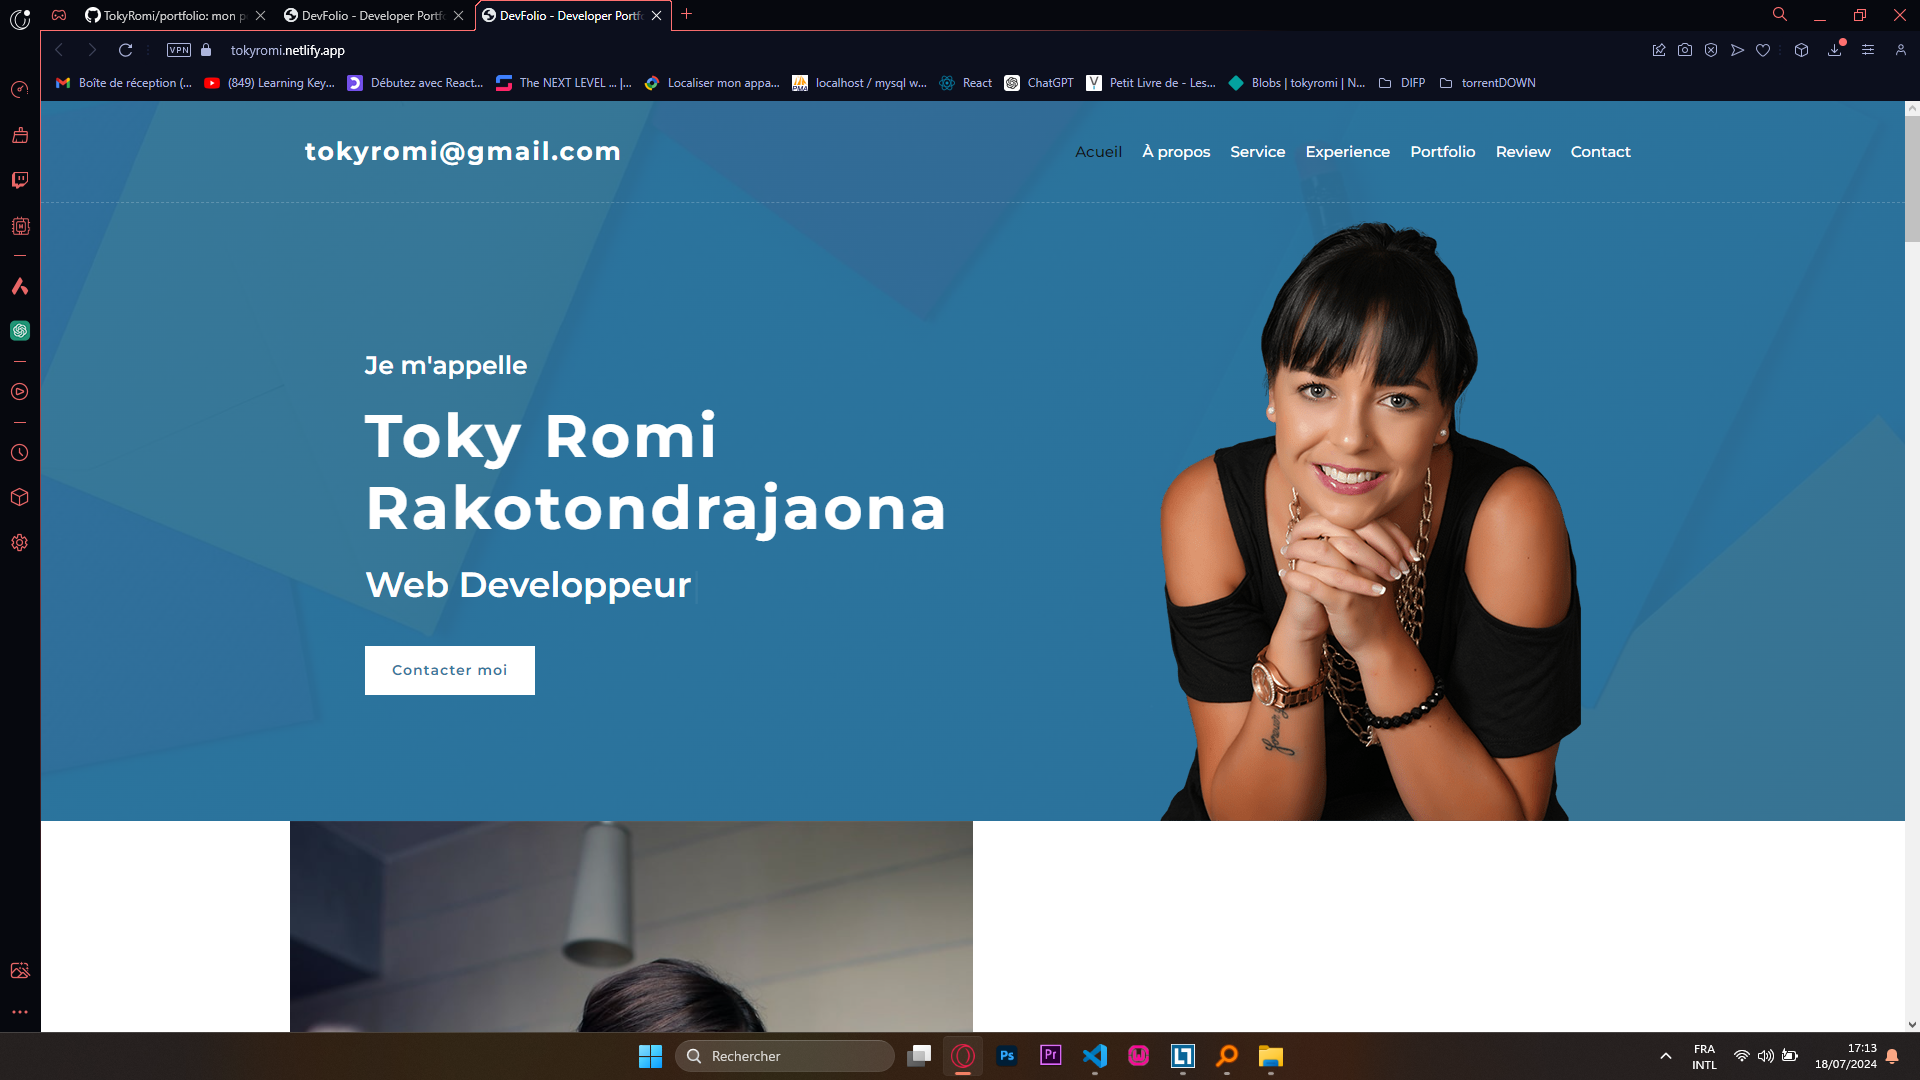 TokyRomi/portfolio: mon p
DevFolio - Developer Portf
DevFolio - Developer Portf
VPN
tokyromi.netlify.app
Boîte de réception (...
(849) Learning Key...
Débutez avec React...
The NEXT LEVEL ... |...
Localiser mon appa...
localhost / mysql w...
React
ChatGPT
Petit Livre de - Les...
Blobs | tokyromi | N...
DIFP
torrentDOWN
tokyromi@gmail.com
Acueil
À propos
Service
Experience
Portfolio
Review
Contact
Je m'appelle
Toky Romi
Rakotondrajaona
Web Developpeur
Contacter moi
forever
Rechercher
Ps
Pr
FRA
INTL
17:13
18/07/2024